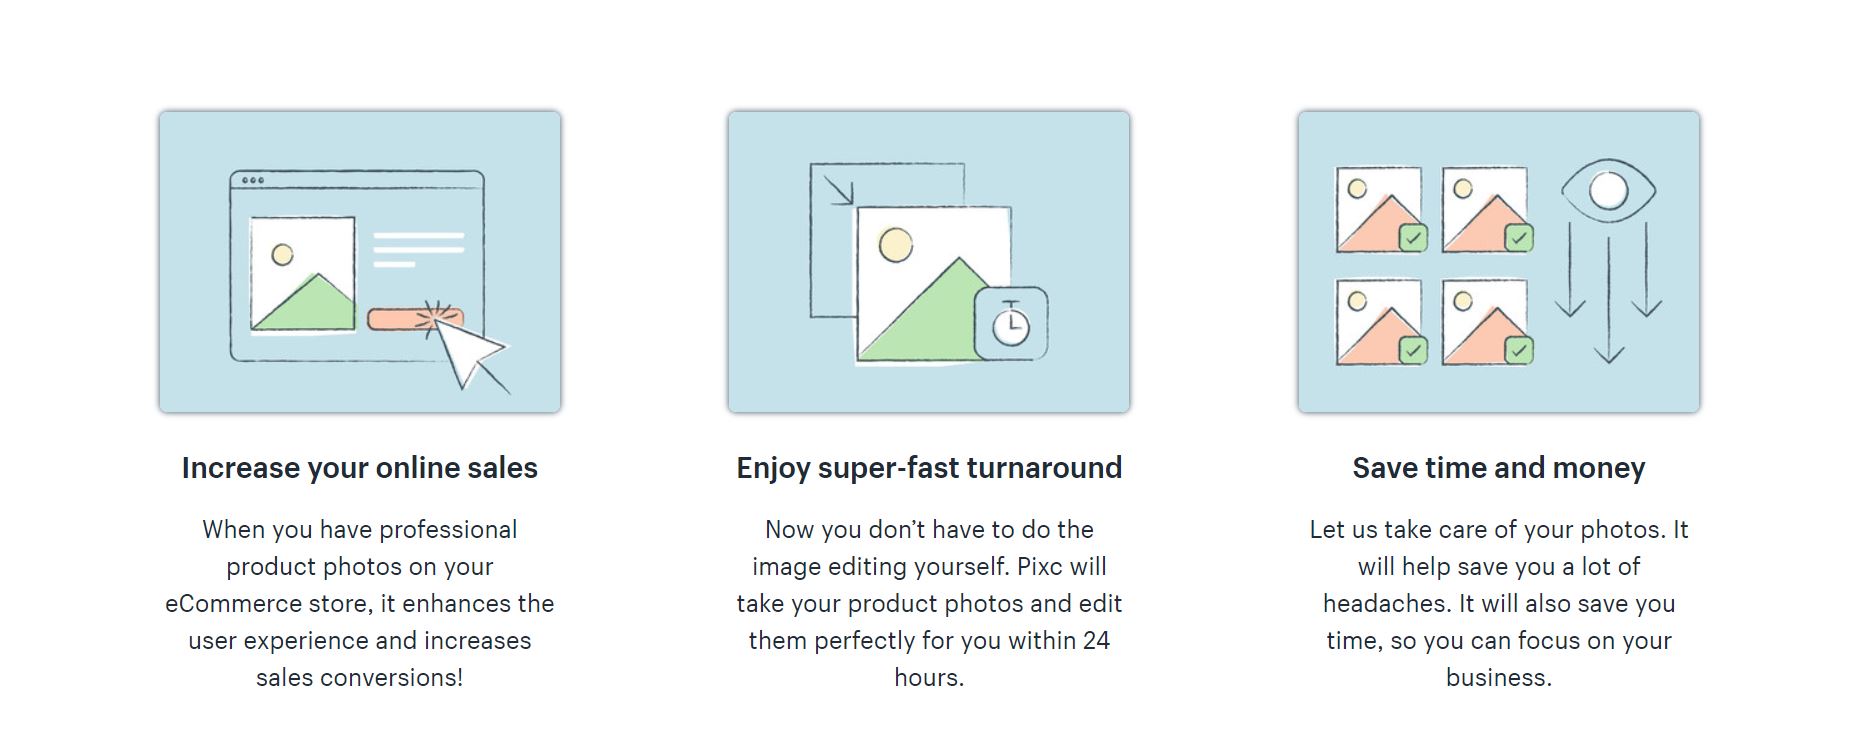 Increase your online sales
When you have professional
product photos on your
eCommerce store, it enhances the
user experience and increases
sales conversions!
Enjoy super-fast turnaround
Now you don’t have to do the
image editing yourself. Pixc will
take your product photos and edit
them perfectly for you within 24
hours.
Save time and money
Let us take care of your photos. It
will help save you a lot of
headaches. It will also save you
time, so you can focus on your
business.